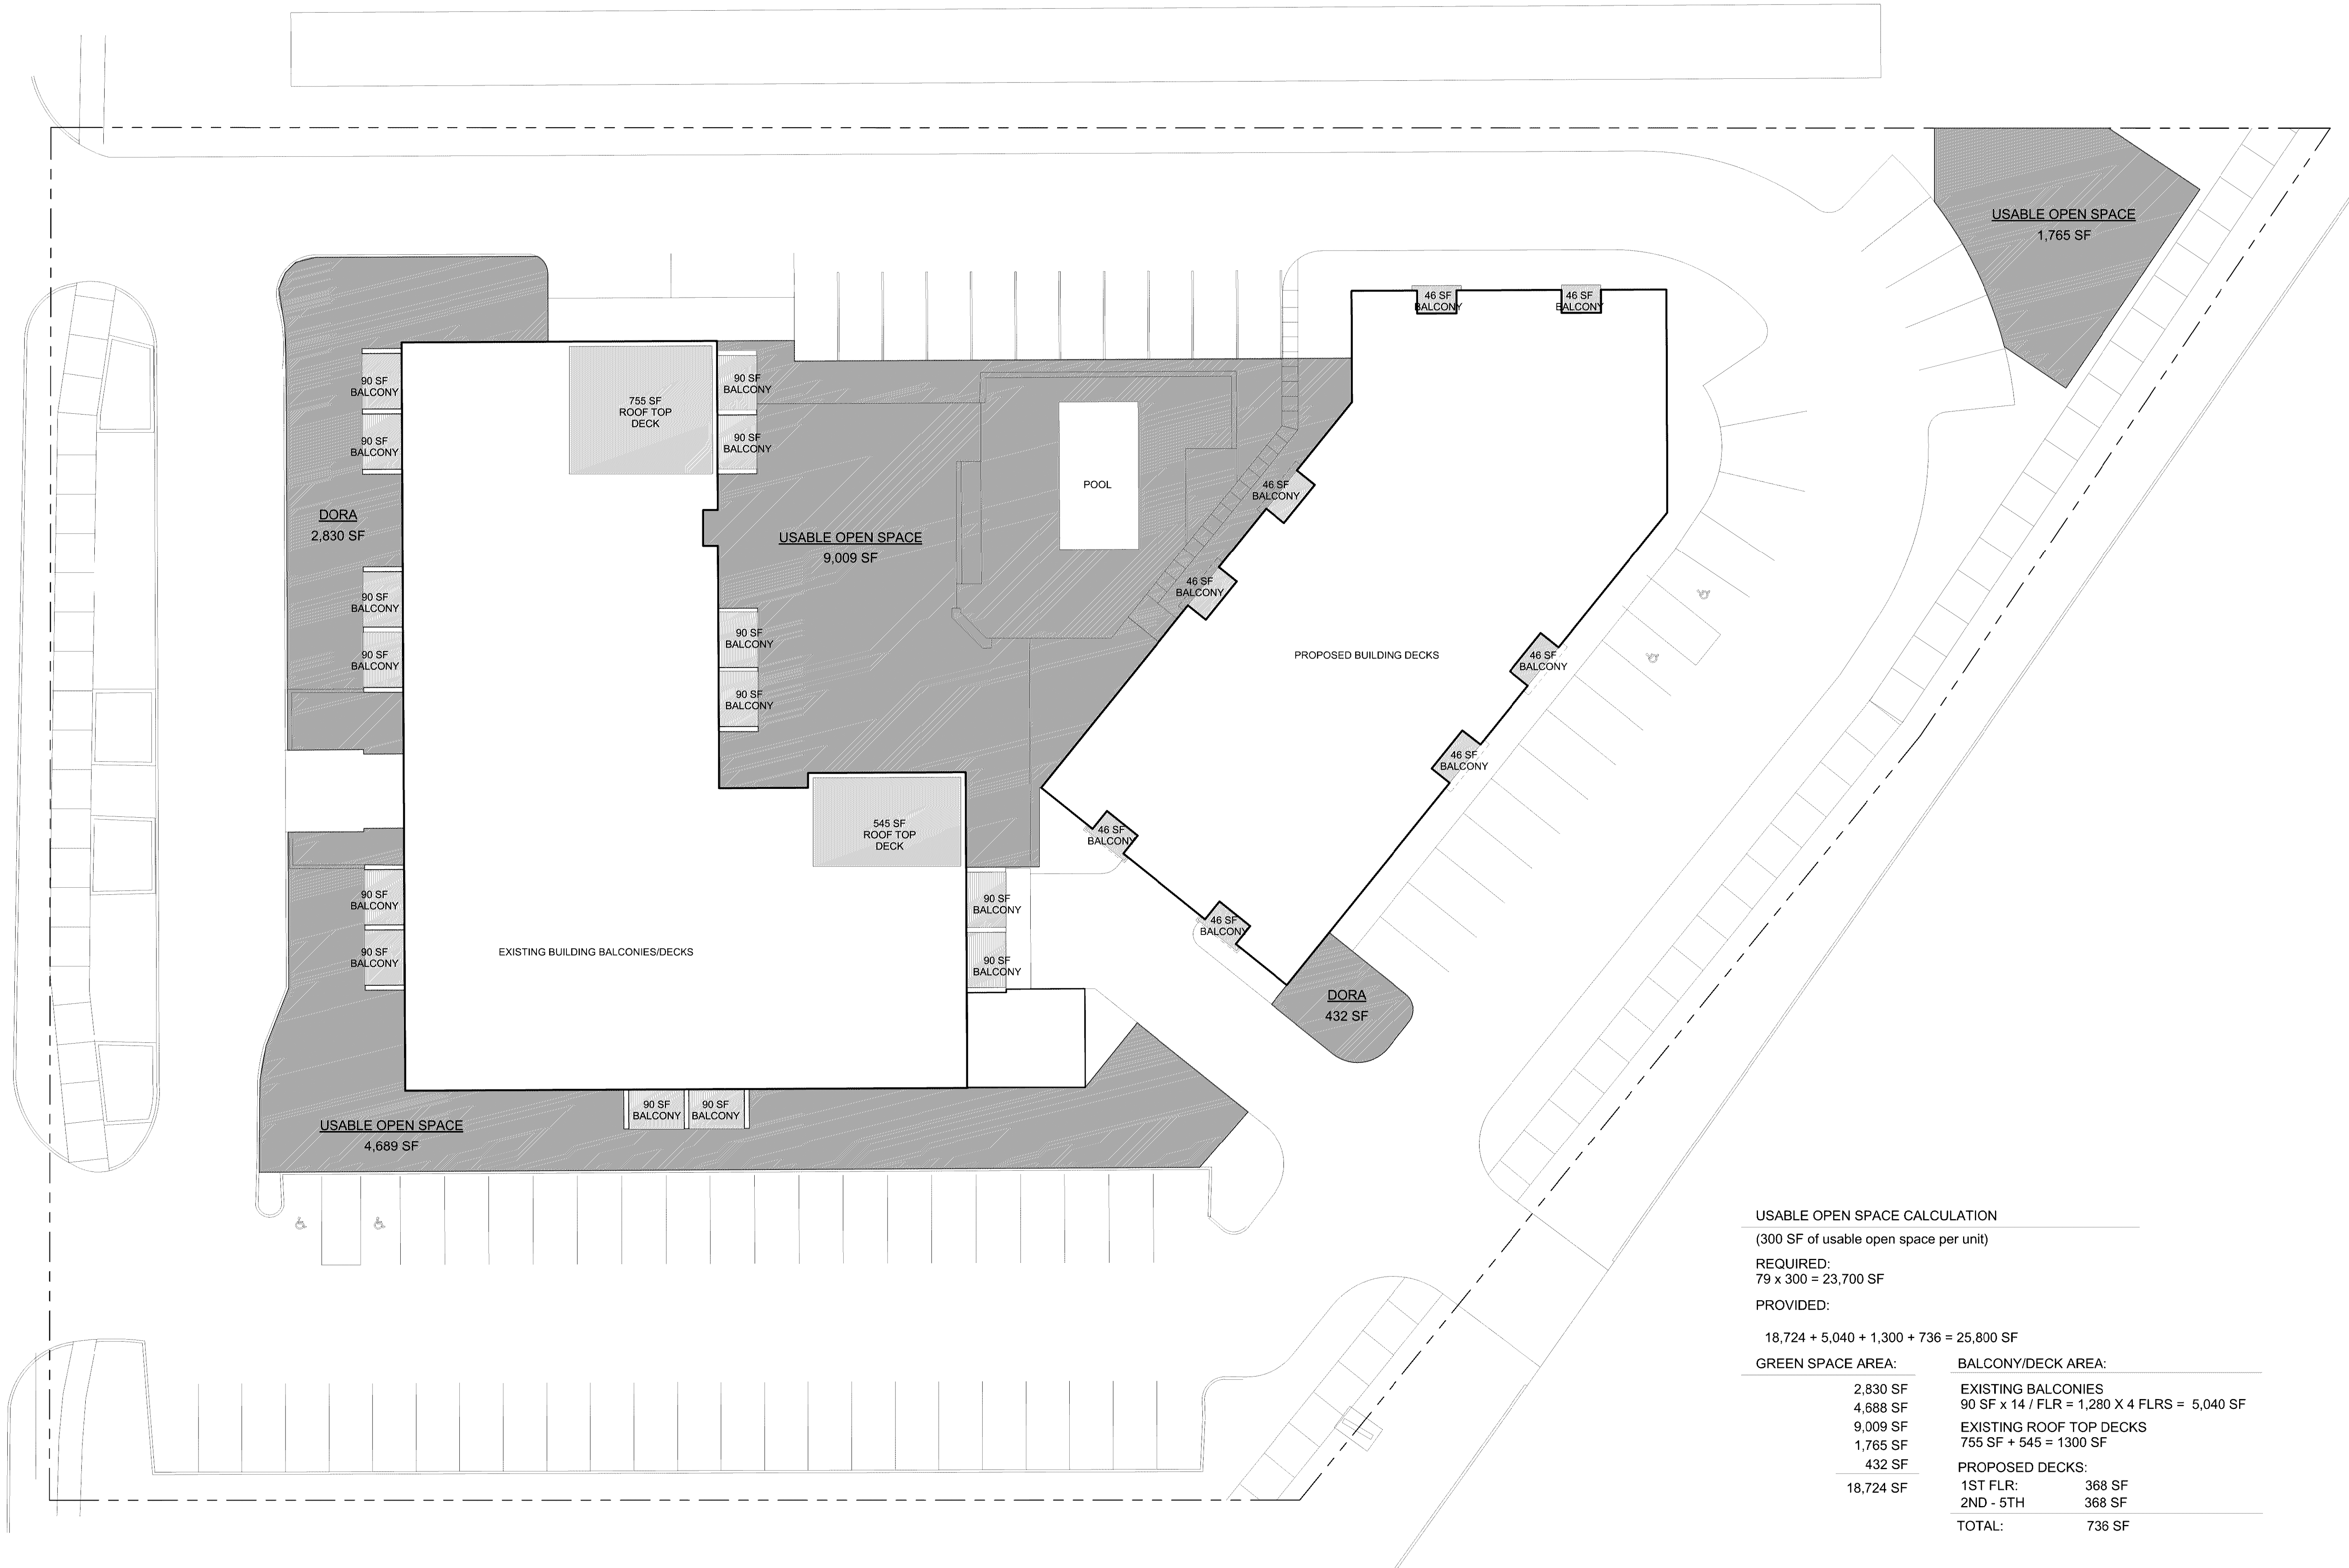 USABLE OPEN SPACE
1,765 SF
46 SF
BALCONY
46 SF
BALCONY
90 SF
BALCONY
90 SF
BALCONY
755 SF
ROOF TOP
DECK
90 SF
BALCONY
90 SF
BALCONY
POOL
46 SF
BALCONY
DORA
2,830 SF
USABLE OPEN SPACE
9,009 SF
46 SF
BALCONY
90 SF
BALCONY
90 SF
BALCONY
90 SF
BALCONY
90 SF
BALCONY
PROPOSED BUILDING DECKS
46 SF
BALCONY
46 SF
BALCONY
545 SF
ROOF TOP
DECK
46 SF
BALCONY
90 SF
BALCONY
90 SF
BALCONY
90 SF
BALCONY
90 SF
BALCONY
46 SF
BALCONY
EXISTING BUILDING BALCONIES/DECKS
DORA
432 SF
90 SF
BALCONY
90 SF
BALCONY
USABLE OPEN SPACE
4,689 SF
USABLE OPEN SPACE CALCULATION
(300 SF of usable open space per unit)
REQUIRED:
79 x 300 = 23,700 SF
PROVIDED:
18,724 + 5,040 + 1,300 + 736 = 25,800 SF
GREEN SPACE AREA:
2,830 SF
4,688 SF
9,009 SF
1,765 SF
432 SF
18,724 SF
BALCONY/DECK AREA:
EXISTING BALCONIES
90 SF x 14 / FLR = 1,280 X 4 FLRS = 5,040 SF
EXISTING ROOF TOP DECKS
755 SF + 545 = 1300 SF
PROPOSED DECKS:
1ST FLR: 368 SF
2ND - 5TH 368 SF
TOTAL: 736 SF